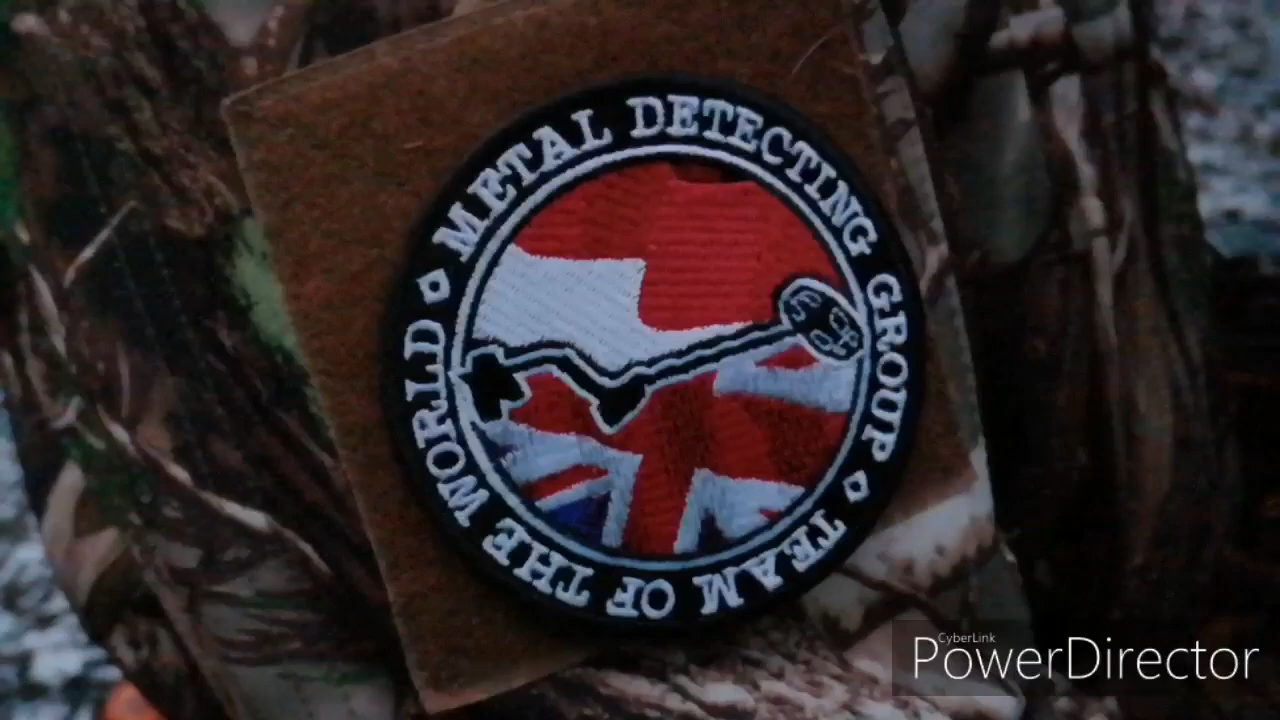 METAL DETECTING GROUP
TEAM OF THE WORLD
CyberLink
PowerDirector